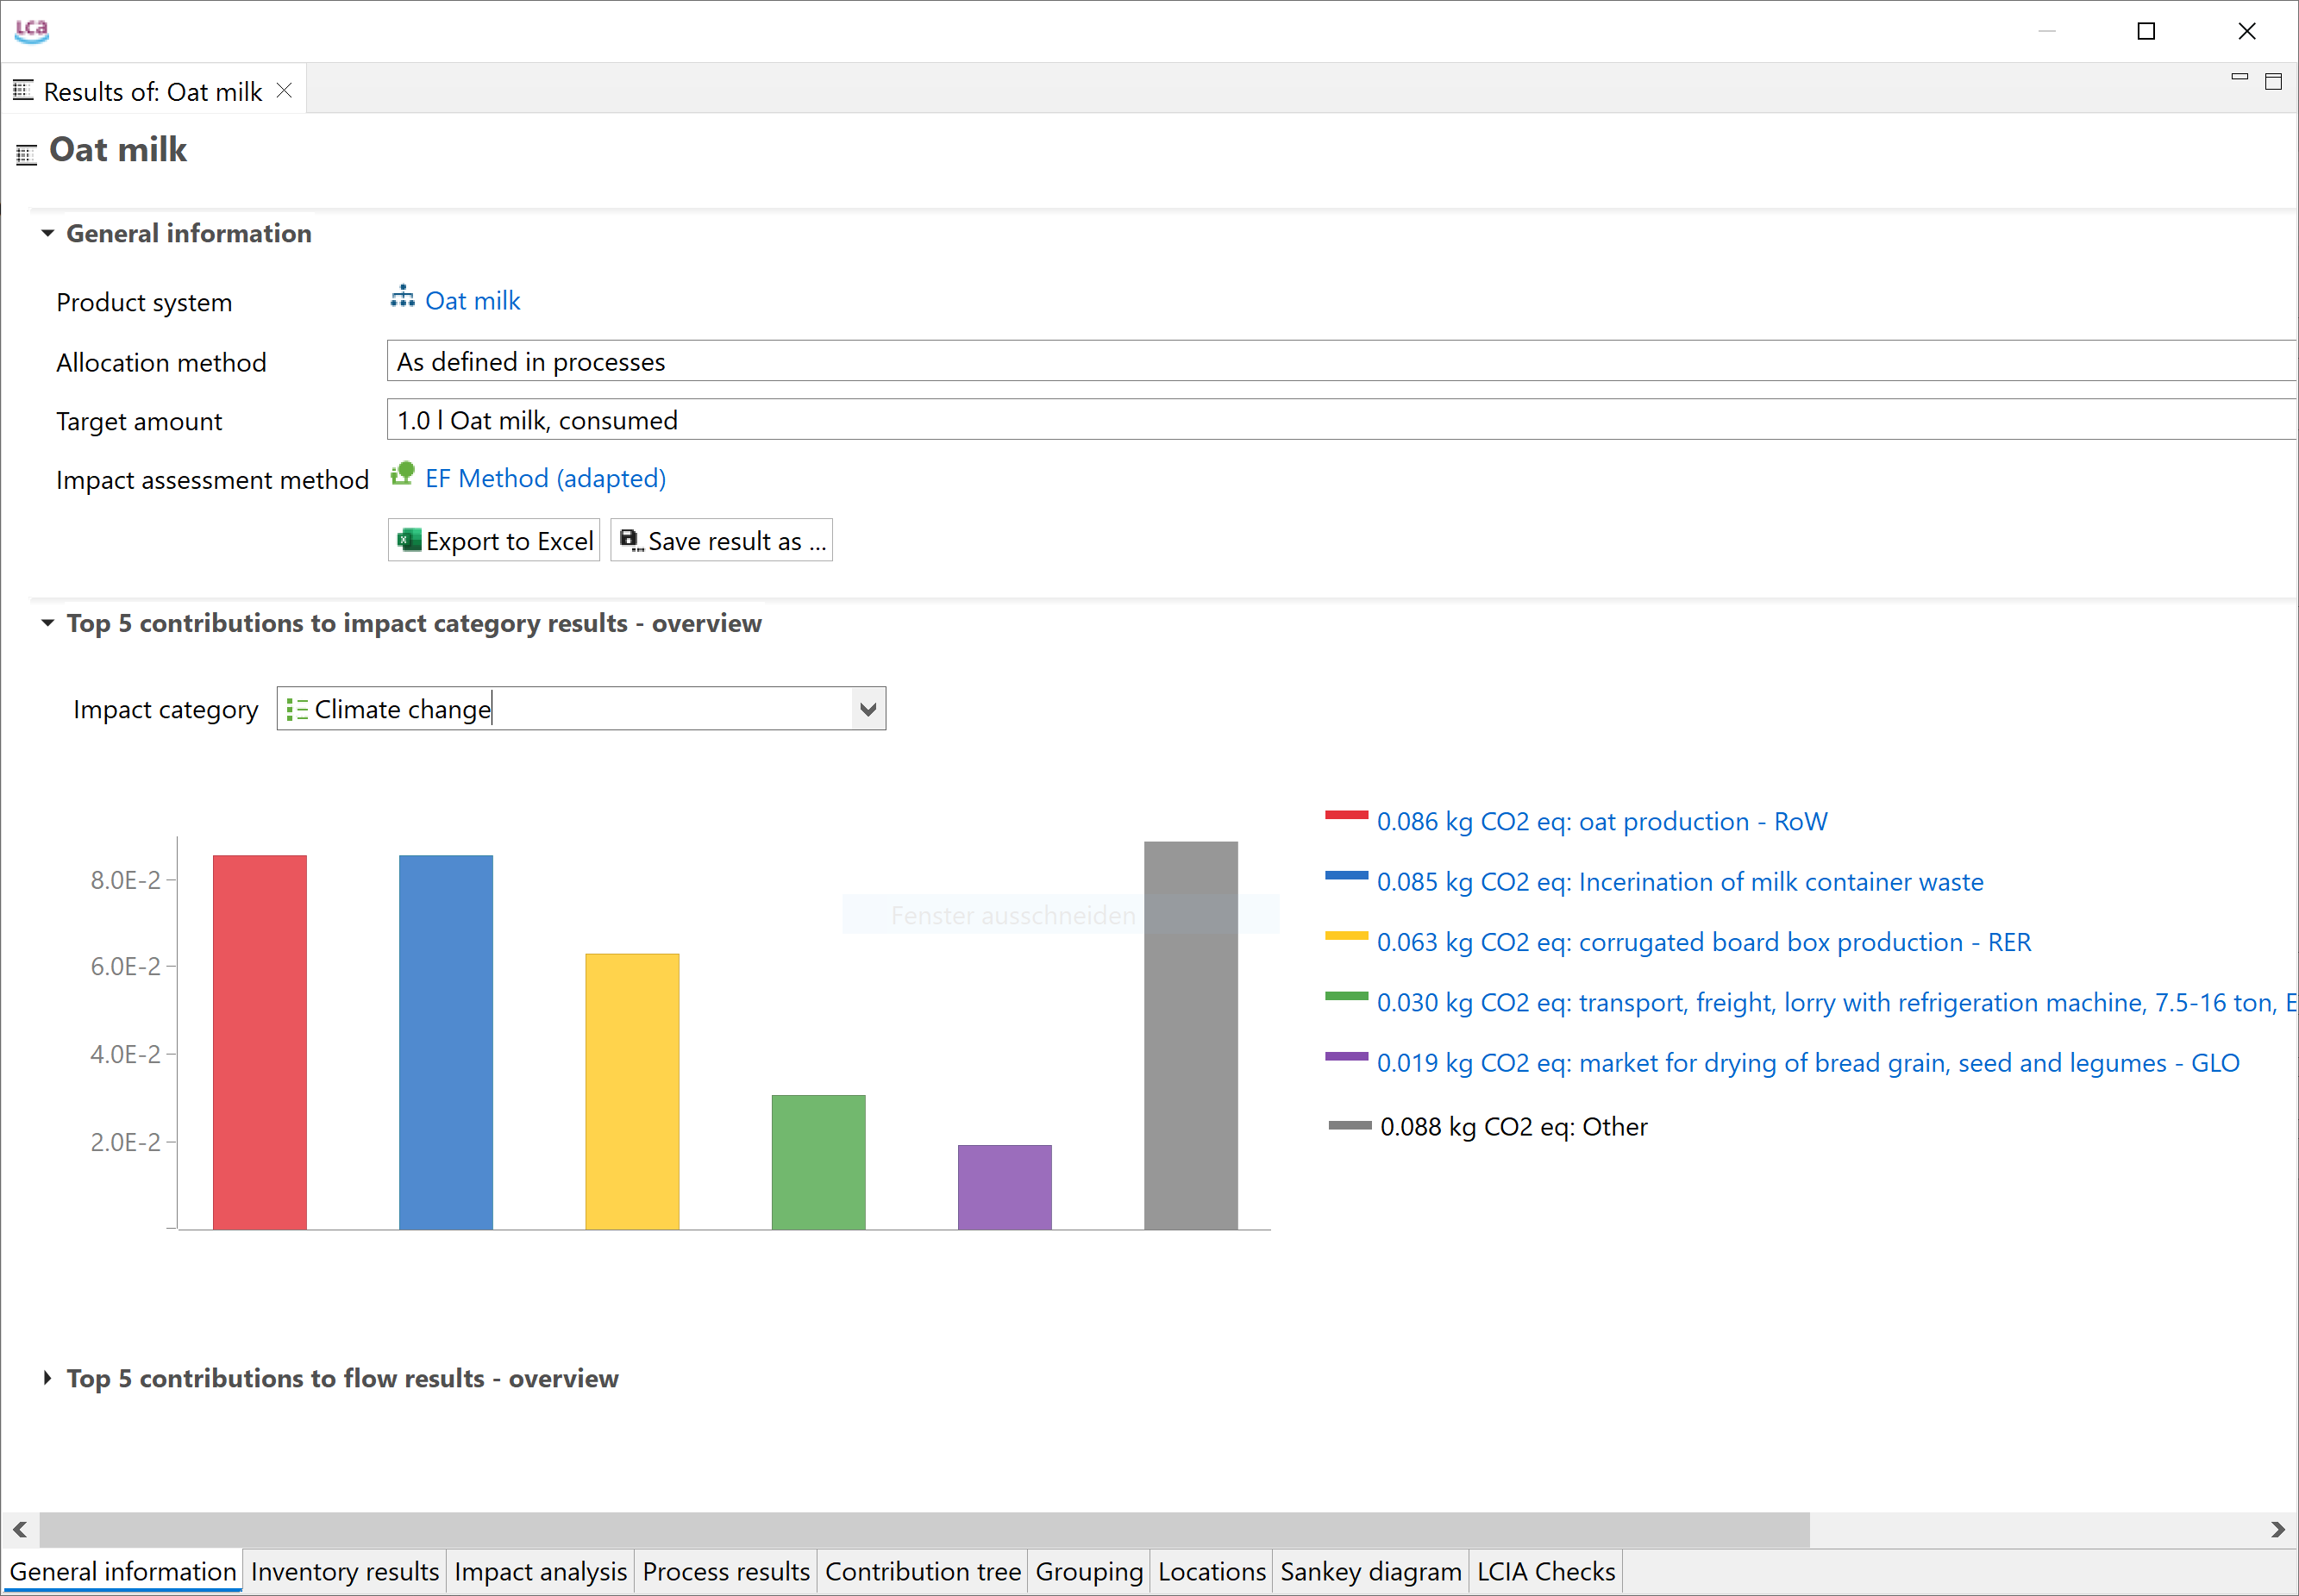 lca
Results of: Oat milk
Oat milk
General information
Product system Oat milk
Allocation method As defined in processes
Target amount 1.0 l Oat milk, consumed
Impact assessment method EF Method (adapted)
Export to Excel Save result as ...
Top 5 contributions to impact category results - overview
Impact category Climate change
8.0E-2
6.0E-2
4.0E-2
2.0E-2
Fenster ausschneiden
0.086 kg CO2 eq: oat production - RoW
0.085 kg CO2 eq: Incerination of milk container waste
0.063 kg CO2 eq: corrugated board box production - RER
0.030 kg CO2 eq: transport, freight, lorry with refrigeration machine, 7.5-16 ton, E
0.019 kg CO2 eq: market for drying of bread grain, seed and legumes - GLO
0.088 kg CO2 eq: Other
Top 5 contributions to flow results - overview
General information Inventory results Impact analysis Process results Contribution tree Grouping Locations Sankey diagram LCIA Checks